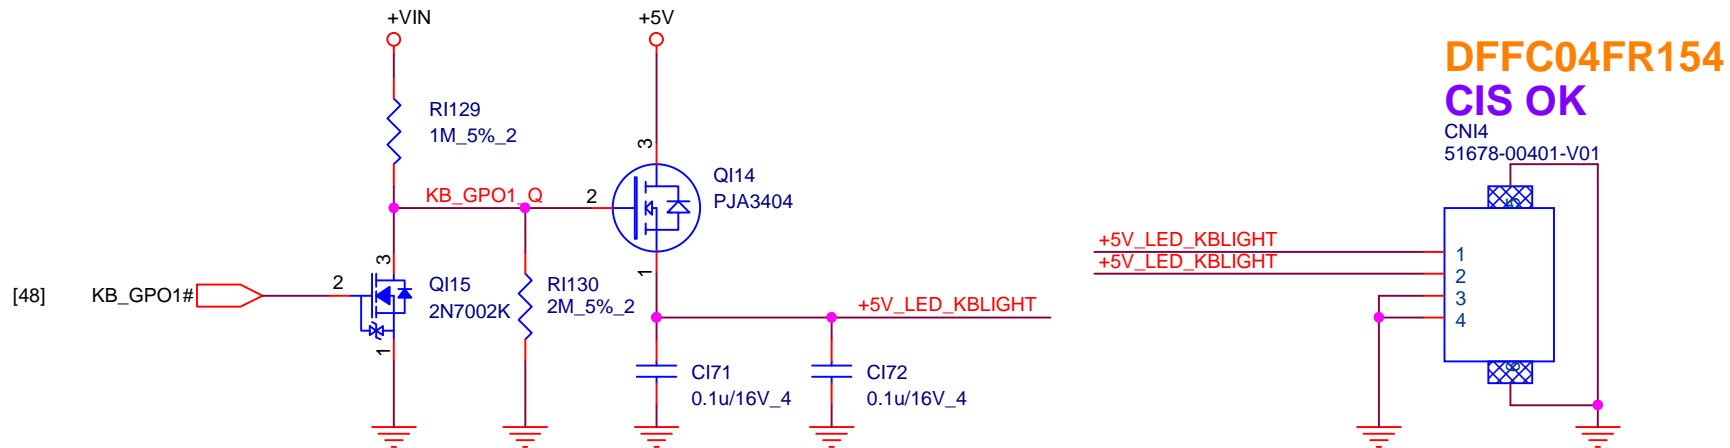 +VIN
+5V
DFFC04FR154
CIS OK
CNI4
51678-00401-V01
RI129
1M_5%_2
3
QI14
PJA3404
KB_GPO1_Q
2
1
+5V_LED_KBLIGHT
1
+5V_LED_KBLIGHT
2
3
4
3
2
QI15
2N7002K
1
RI130
2M_5%_2
[48]
KB_GPO1#
+5V_LED_KBLIGHT
CI71
0.1u/16V_4
CI72
0.1u/16V_4